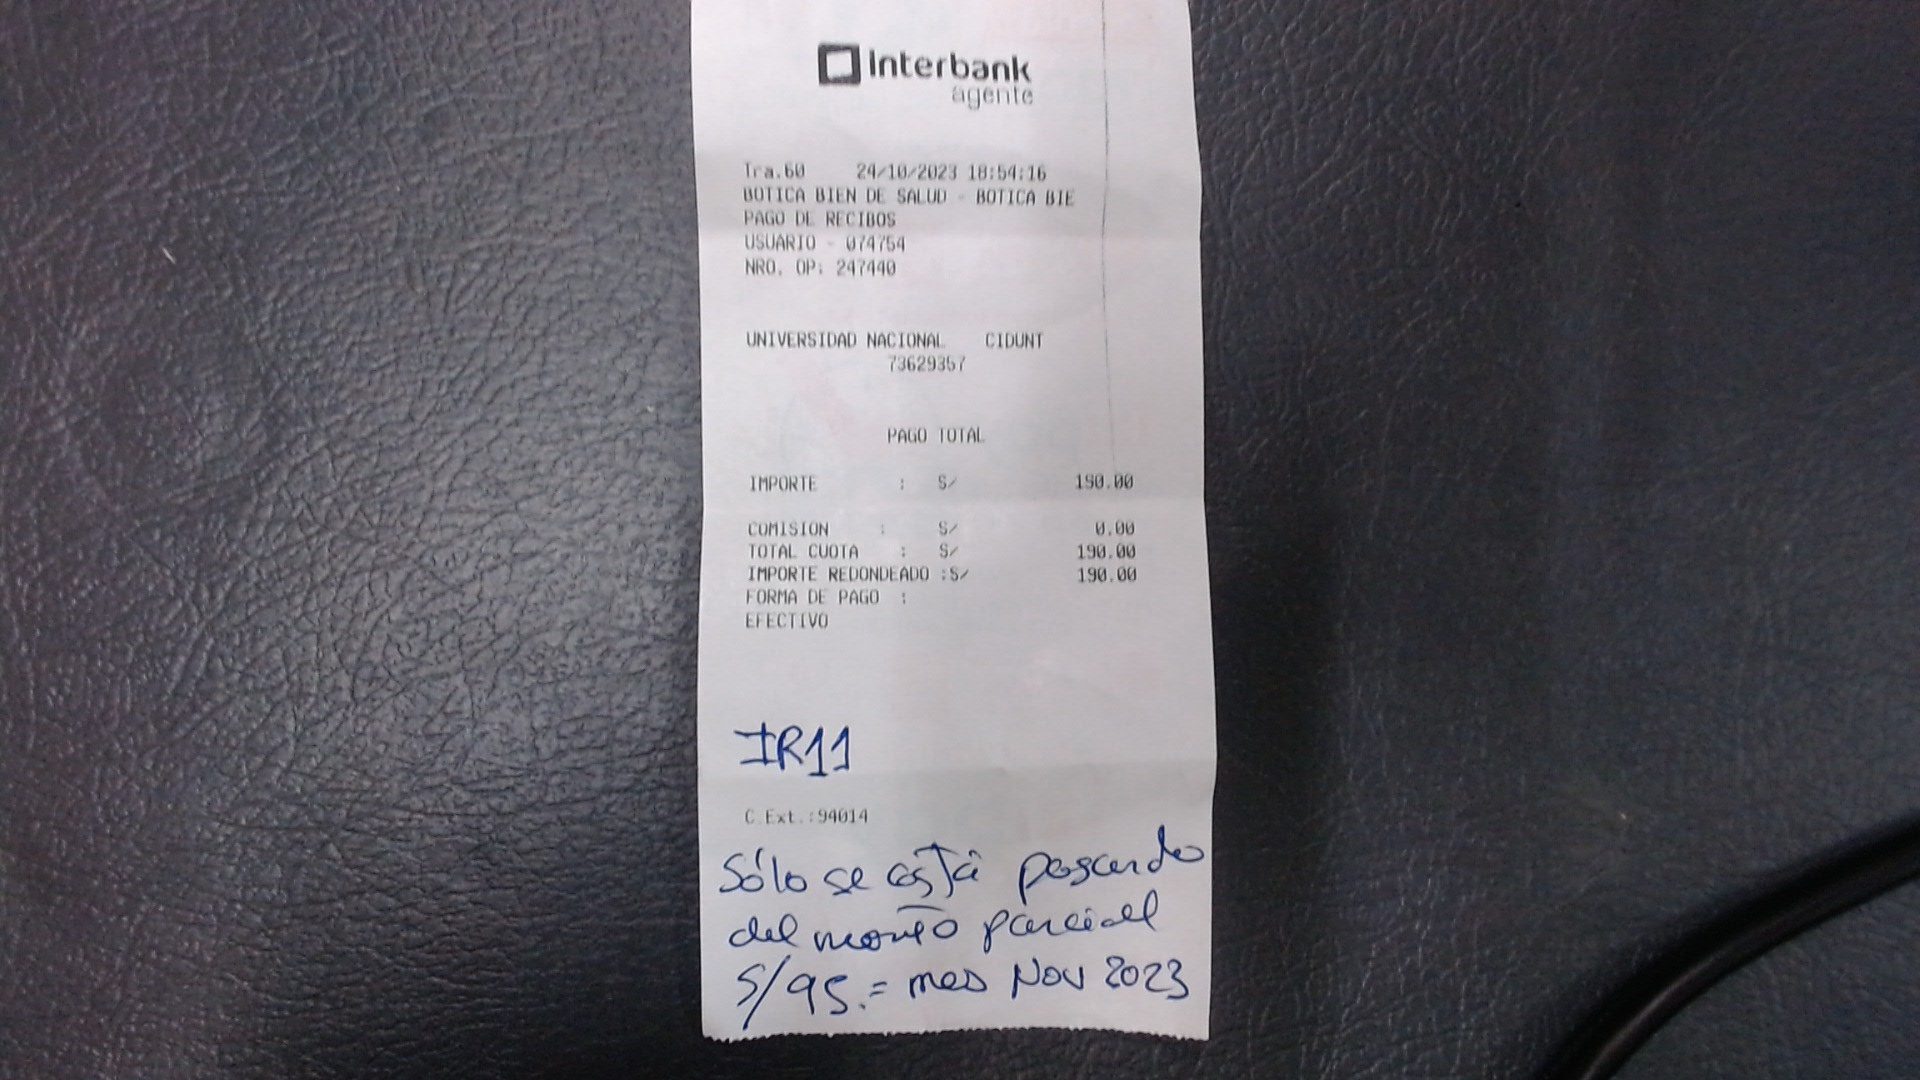 Interbank
agente
Tra.60 24/10/2023 18:54:16
BOTICA BIEN DE SALUD - BOTICA BIE
PAGO DE RECIBOS
USUARIO - 074754
NRO. OP: 247440
UNIVERSIDAD NACIONAL CIDUNT
73629357
PAGO TOTAL
IMPORTE : S/ 190.00
COMISION : S/ 0.00
TOTAL CUOTA : S/ 190.00
IMPORTE REDONDEADO :S/ 190.00
FORMA DE PAGO :
EFECTIVO
IR11
C.Ext.:94014
Sólo se está pasando
del monto parcial
S/95.= mes Nov 2023